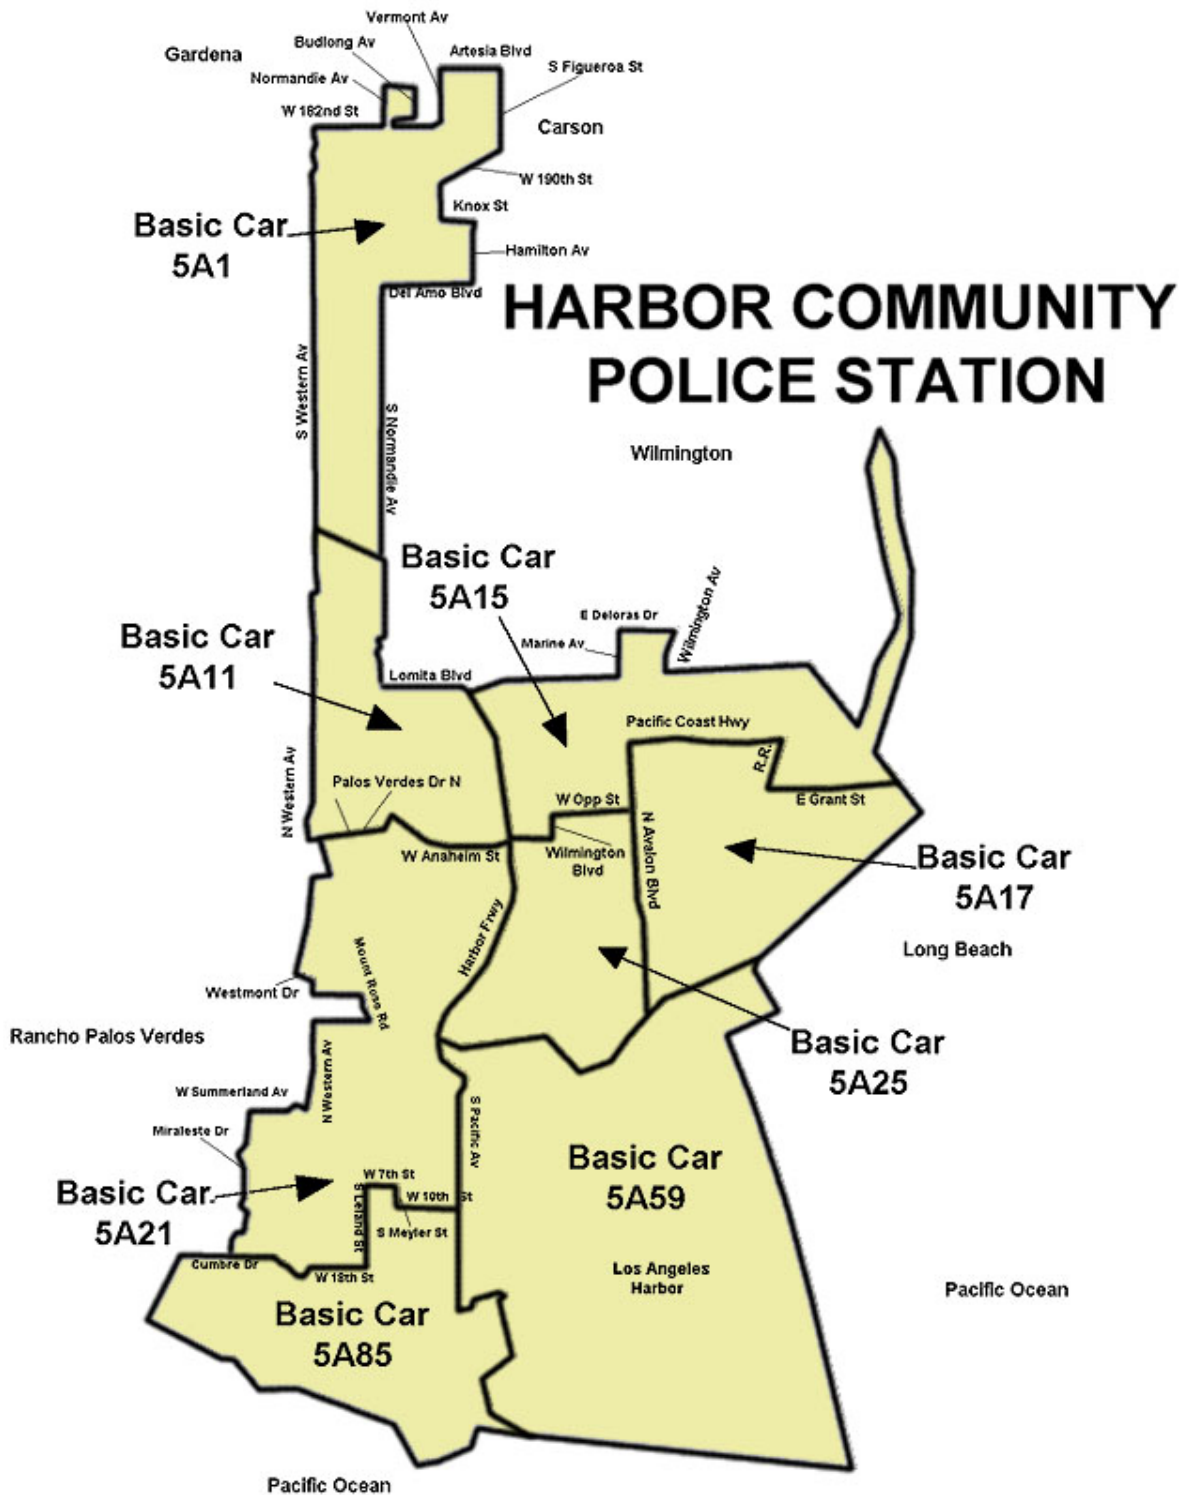 Vermont Av
Budlong Av
Artesia Blvd
Gardena
S Figueroa St
Normandie Av
W 182nd St
Carson
W 190th St
Knox St
Basic Car
5A1
Hamilton Av
Del Amo Blvd
HARBOR COMMUNITY
POLICE STATION
S Western Av
S Normandie Av
Wilmington
Basic Car
5A15
E Deloras Dr
Wilmington Av
Marine Av
Basic Car
5A11
Lomita Blvd
Pacific Coast Hwy
R.R.
N Western Av
Palos Verdes Dr N
W Opp St
E Grant St
W Anaheim St
Wilmington
Blvd
N Avalon Blvd
Basic Car
5A17
Harbor Frwy
Long Beach
Mount Rose Rd
Westmont Dr
Rancho Palos Verdes
Basic Car
5A25
N Western Av
W Summerland Av
Miraleste Dr
S Pacific Av
Basic Car
5A59
W 7th St
Basic Car
5A21
S Leland St
W 10th St
S Meyler St
Cumbre Dr
W 18th St
Los Angeles
Harbor
Pacific Ocean
Basic Car
5A85
Pacific Ocean